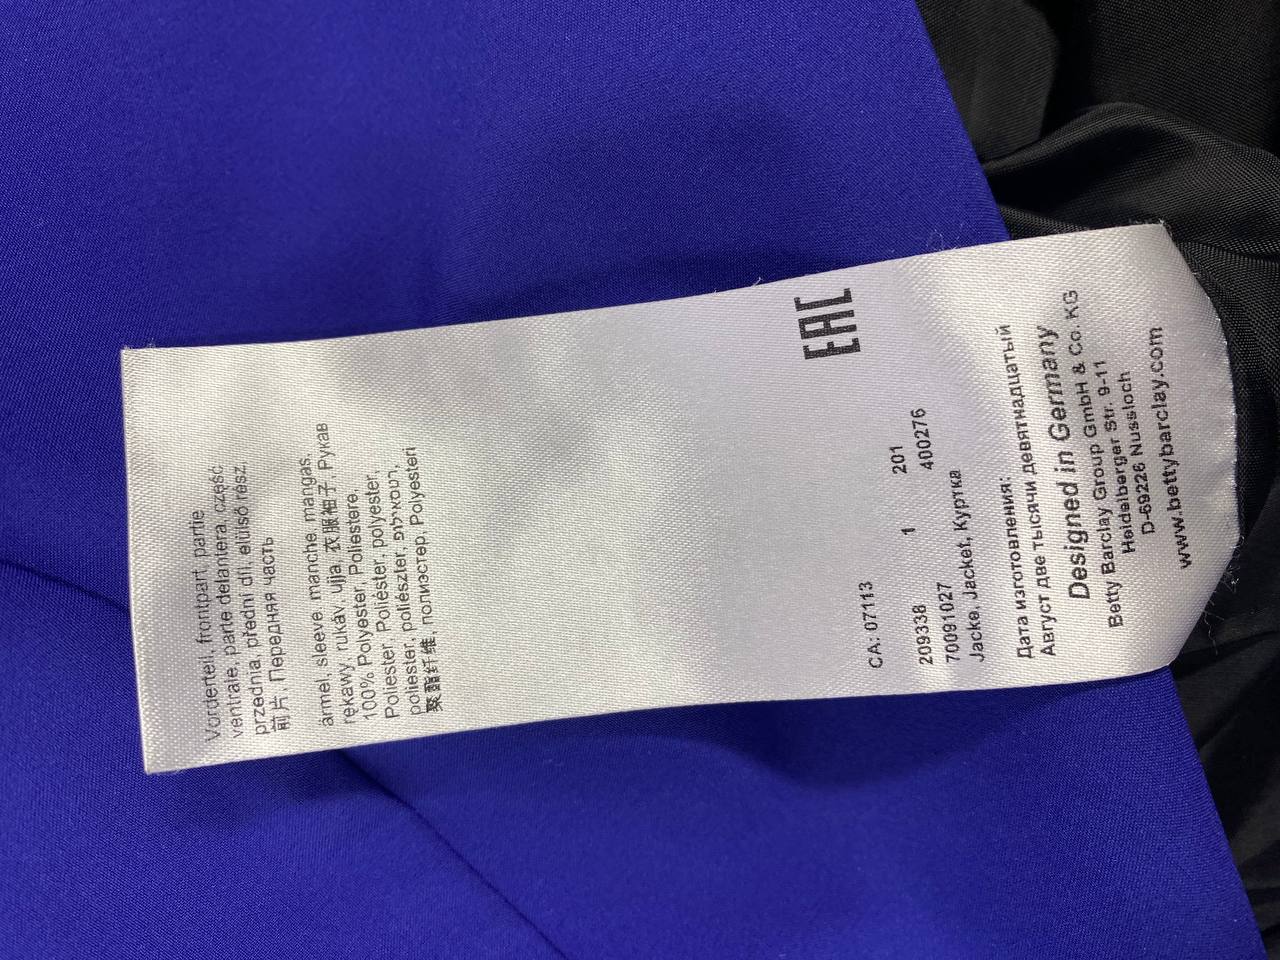 Vorderteil, frontpart, partie
ventrale, parte delantera, część
przednia, přední díl, elülső rész,
前片, Передняя часть
ärmel, sleeve, manche, mangas,
rękawy, rukáv, ujja, 衣服袖子, Рукав
100% Polyester, Poliestere,
Poliester, Poliéster, polyester,
poliester, poliészter, פוליאסטר,
聚酯纤维, полиэстер, Polyesteri
EAC
CA: 07113
1 201
209338 400276
70091027
Jacke, Jacket, Куртка
Дата изготовления:
Август две тысячи девятнадцатый
Designed in Germany
Betty Barclay Group GmbH & Co. KG
Heidelberger Str. 9-11
D-69226 Nussloch
www.bettybarclay.com